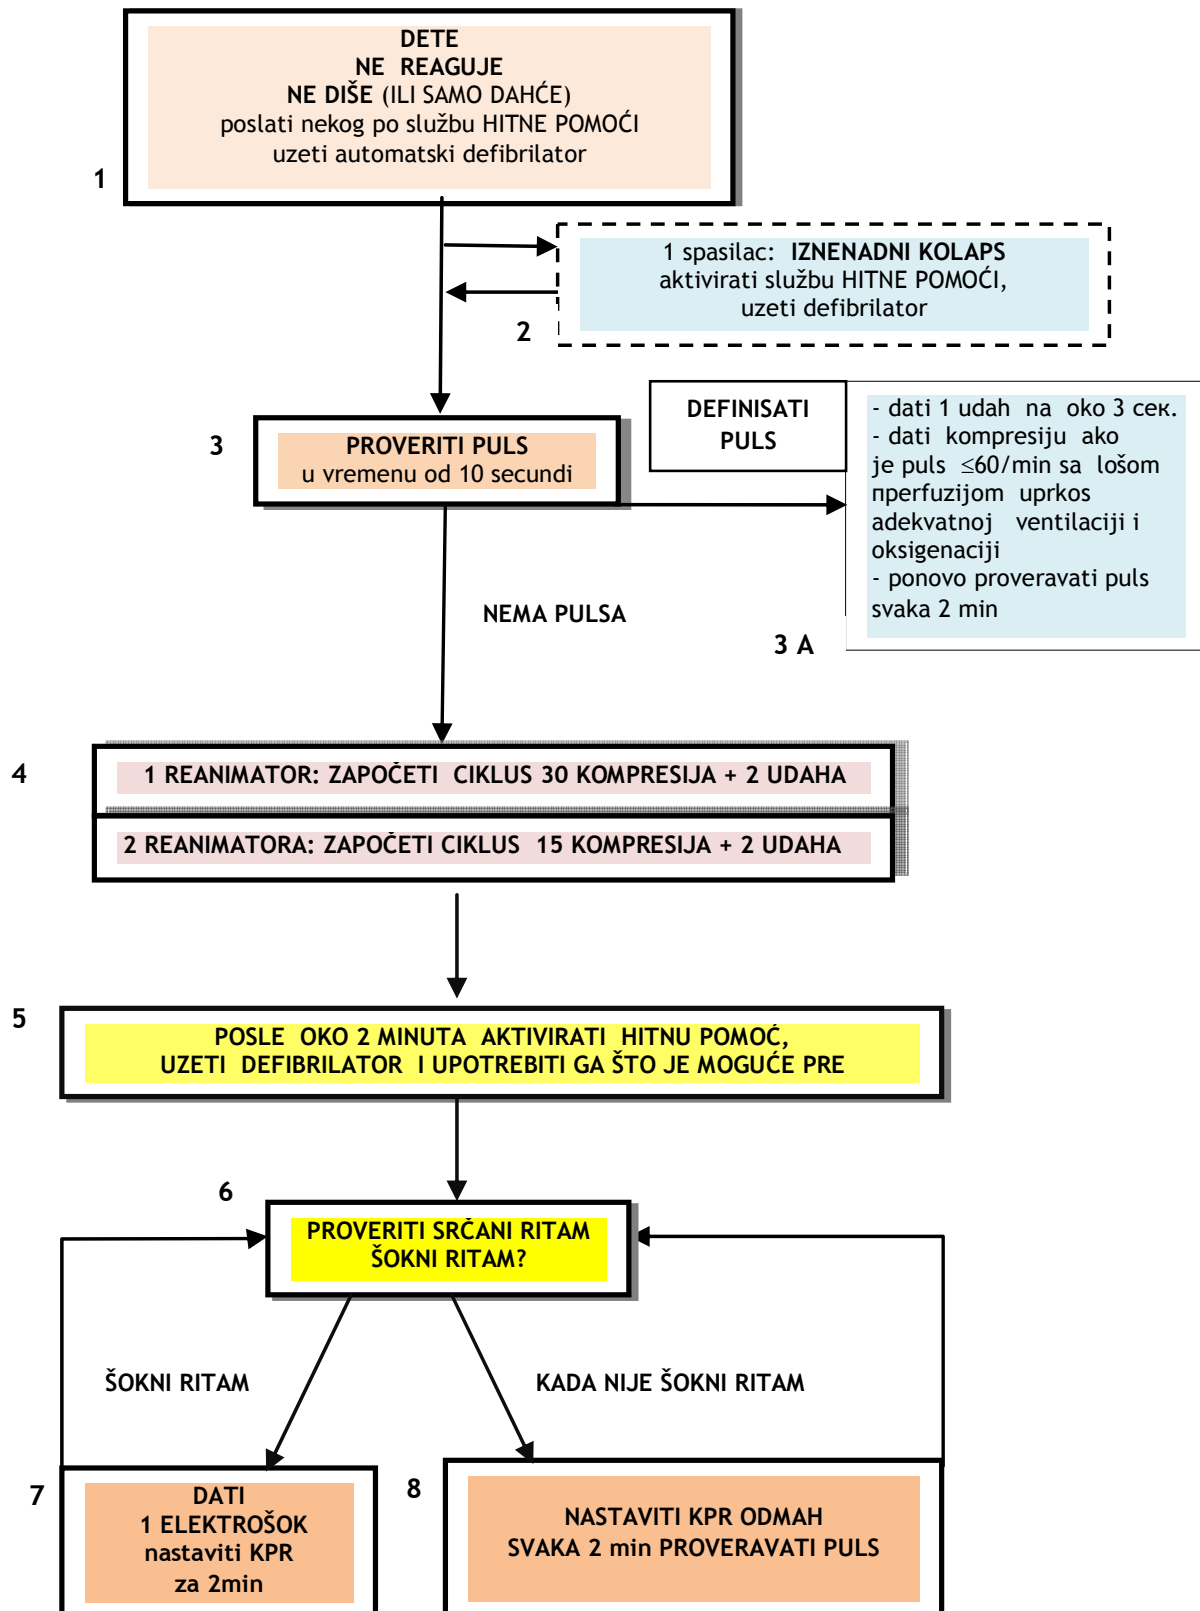 DETE
NE REAGUJE
NE DIŠE (ILI SAMO DAHĆE)
poslati nekog po službu HITNE POMOĆI
uzeti automatski defibrilator
1
1 spasilac: IZNENADNI KOLAPS
aktivirati službu HITNE POMOĆI,
uzeti defibrilator
2
3
PROVERITI PULS
u vremenu od 10 secundi
DEFINISATI
PULS
- dati 1 udah na oko 3 сек.
- dati kompresiju ako
je puls ≤60/min sa lošom
пperfuzijom uprkos
adekvatnoj ventilaciji i
oksigenaciji
- ponovo proveravati puls
svaka 2 min
3 A
NEMA PULSA
4
1 REANIMATOR: ZAPOČETI CIKLUS 30 KOMPRESIJA + 2 UDAHA
2 REANIMATORA: ZAPOČETI CIKLUS 15 KOMPRESIJA + 2 UDAHA
5
POSLE OKO 2 MINUTA AKTIVIRATI HITNU POMOĆ,
UZETI DEFIBRILATOR I UPOTREBITI GA ŠTO JE MOGUĆE PRE
6
PROVERITI SRČANI RITAM
ŠOKNI RITAM?
ŠOKNI RITAM
KADA NIJE ŠOKNI RITAM
7
DATI
1 ELEKTROŠOK
nastaviti KPR
za 2min
8
NASTAVITI KPR ODMAH
SVAKA 2 min PROVERAVATI PULS